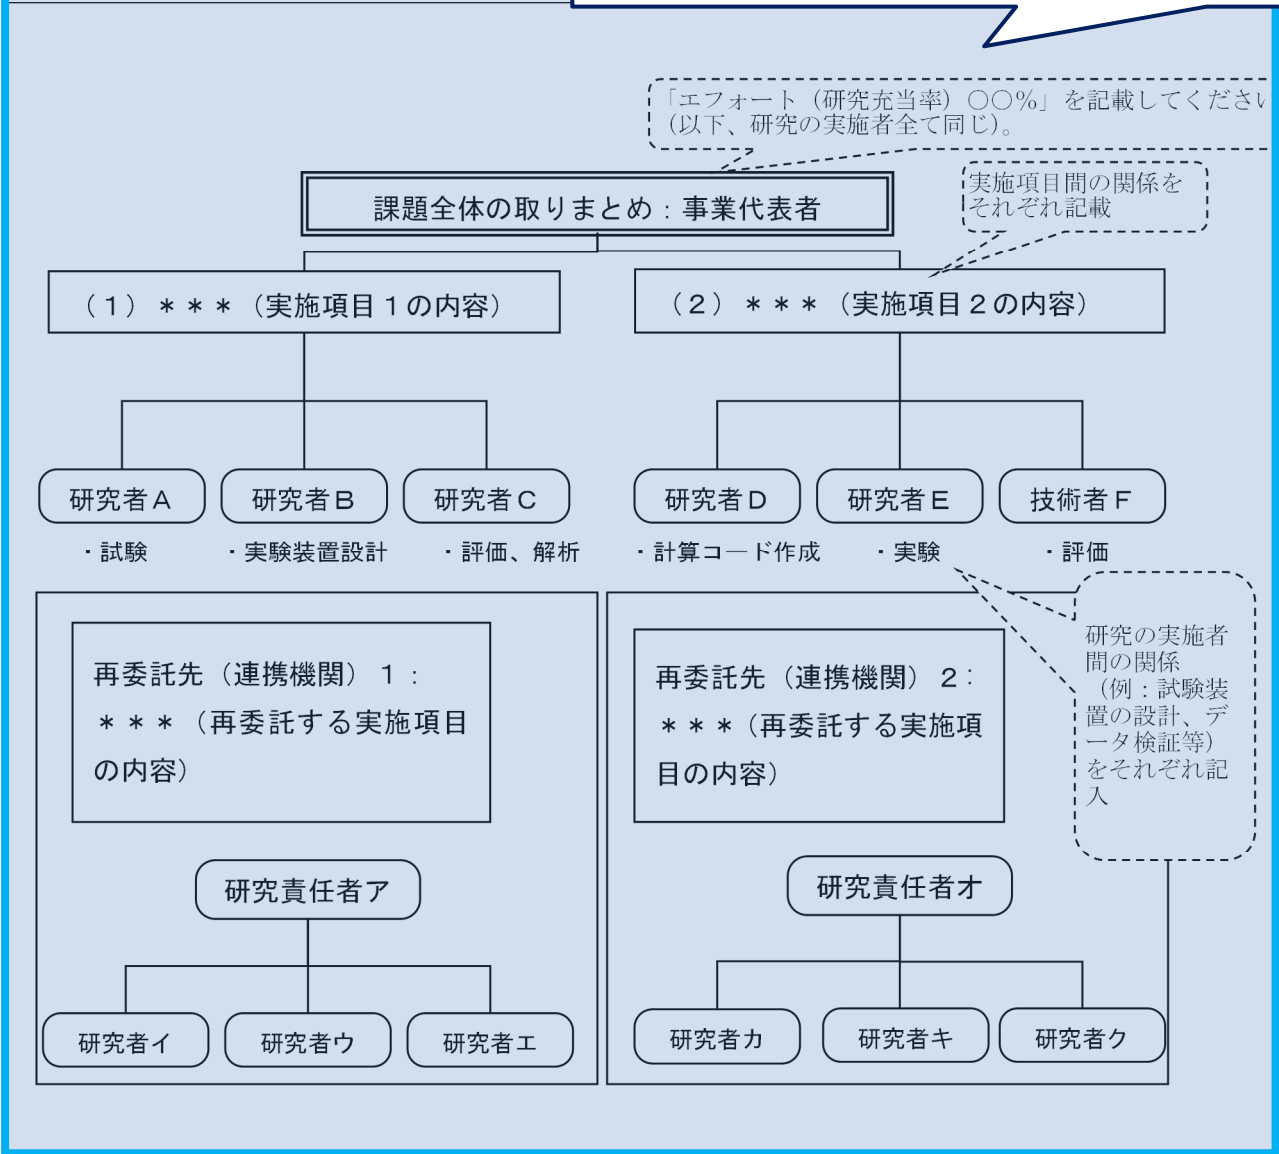 「エフォート（研究充当率）○○％」を記載してください
（以下、研究の実施者全て同じ）。
実施項目間の関係を
それぞれ記載
課題全体の取りまとめ：事業代表者
（１）＊＊＊（実施項目１の内容）
（２）＊＊＊（実施項目２の内容）
研究者Ａ
研究者Ｂ
研究者Ｃ
研究者Ｄ
研究者Ｅ
技術者Ｆ
・試験
・実験装置設計
・評価、解析
・計算コード作成
・実験
・評価
研究の実施者
間の関係
（例：試験装
置の設計、デ
ータ検証等）
をそれぞれ記
入
再委託先（連携機関）１：
＊＊＊（再委託する実施項目
の内容）
再委託先（連携機関）２：
＊＊＊（再委託する実施項
目の内容）
研究責任者ア
研究責任者オ
研究者イ
研究者ウ
研究者エ
研究者カ
研究者キ
研究者ク